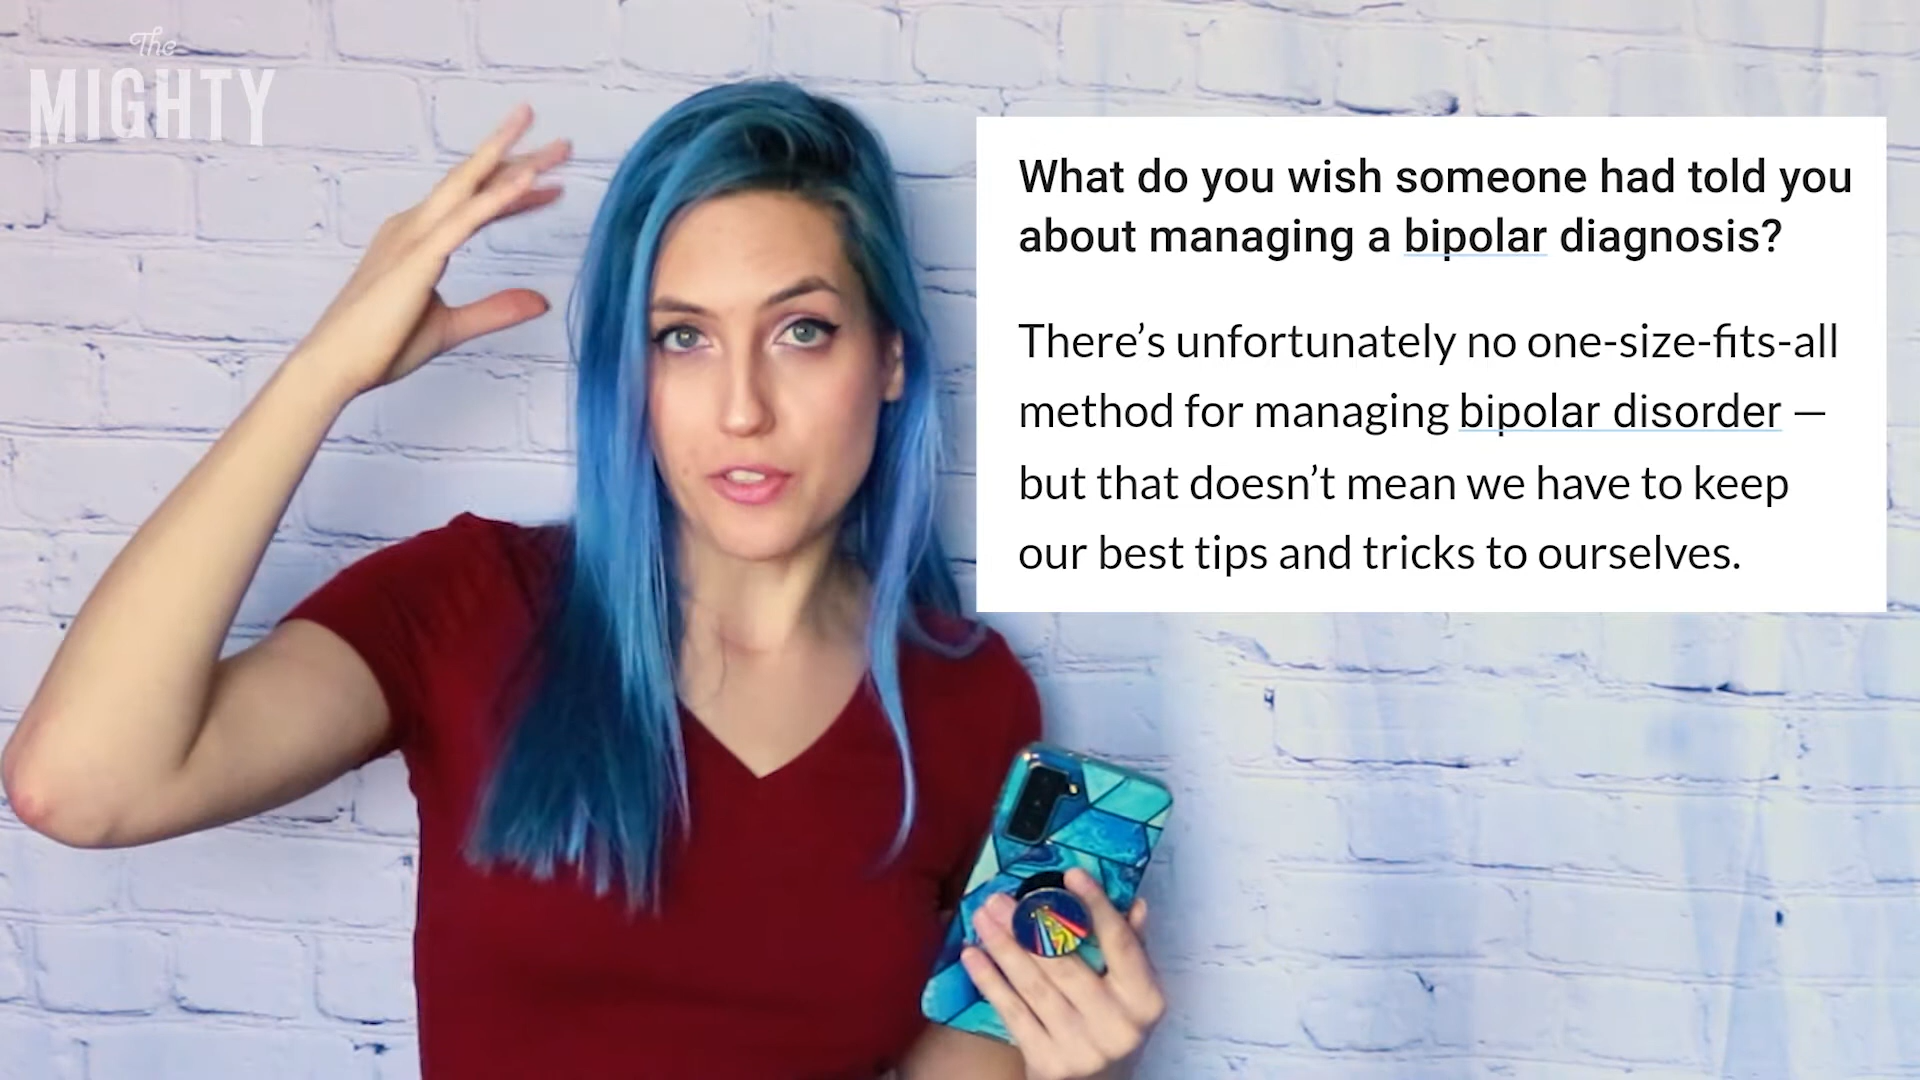 The
MIGHTY
What do you wish someone had told you
about managing a bipolar diagnosis?
There’s unfortunately no one-size-fits-all
method for managing bipolar disorder —
but that doesn’t mean we have to keep
our best tips and tricks to ourselves.